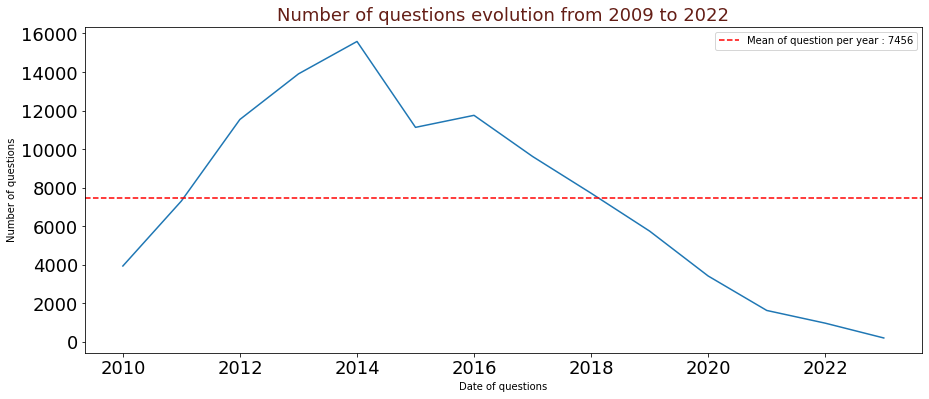 Number of questions evolution from 2009 to 2022
Mean of question per year : 7456
Number of questions
16000
14000
12000
10000
8000
6000
4000
2000
0
2010 2012 2014 2016 2018 2020 2022
Date of questions